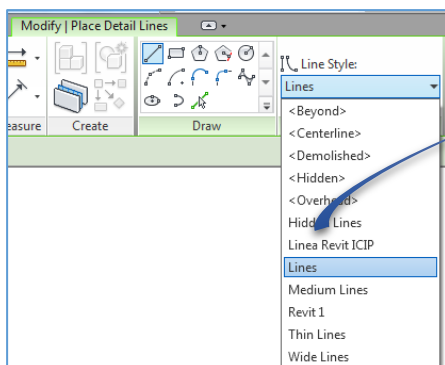 Modify | Place Detail Lines
Line Style:
Lines
easure
Create
Draw
<Beyond>
<Centerline>
<Demolished>
<Hidden>
<Overhead>
Hidden Lines
Linea Revit ICIP
Lines
Medium Lines
Revit 1
Thin Lines
Wide Lines